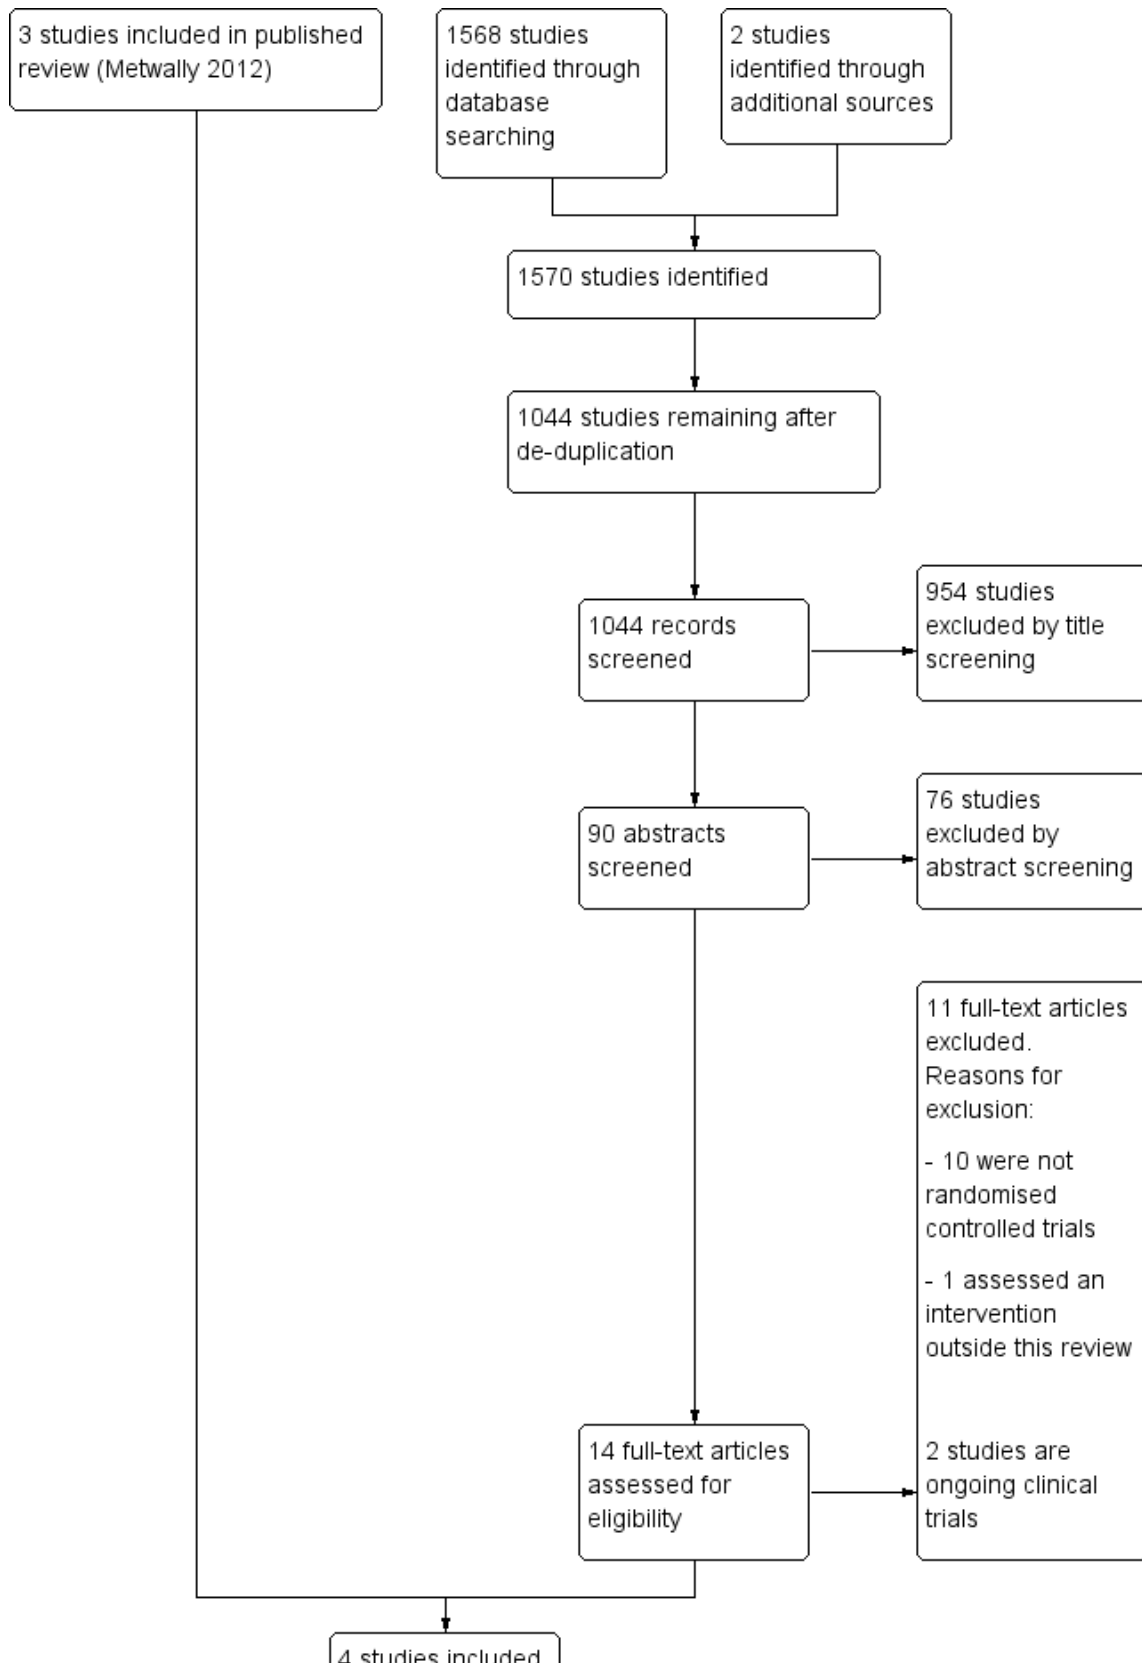 3 studies included in published
review (Metwally 2012)
1568 studies
identified through
database
searching
2 studies
identified through
additional sources
1570 studies identified
1044 studies remaining after
de-duplication
1044 records
screened
954 studies
excluded by title
screening
90 abstracts
screened
76 studies
excluded by
abstract screening
11 full-text articles
excluded.
Reasons for
exclusion:
- 10 were not
randomised
controlled trials
- 1 assessed an
intervention
outside this review
14 full-text articles
assessed for
eligibility
2 studies are
ongoing clinical
trials
4 studies included